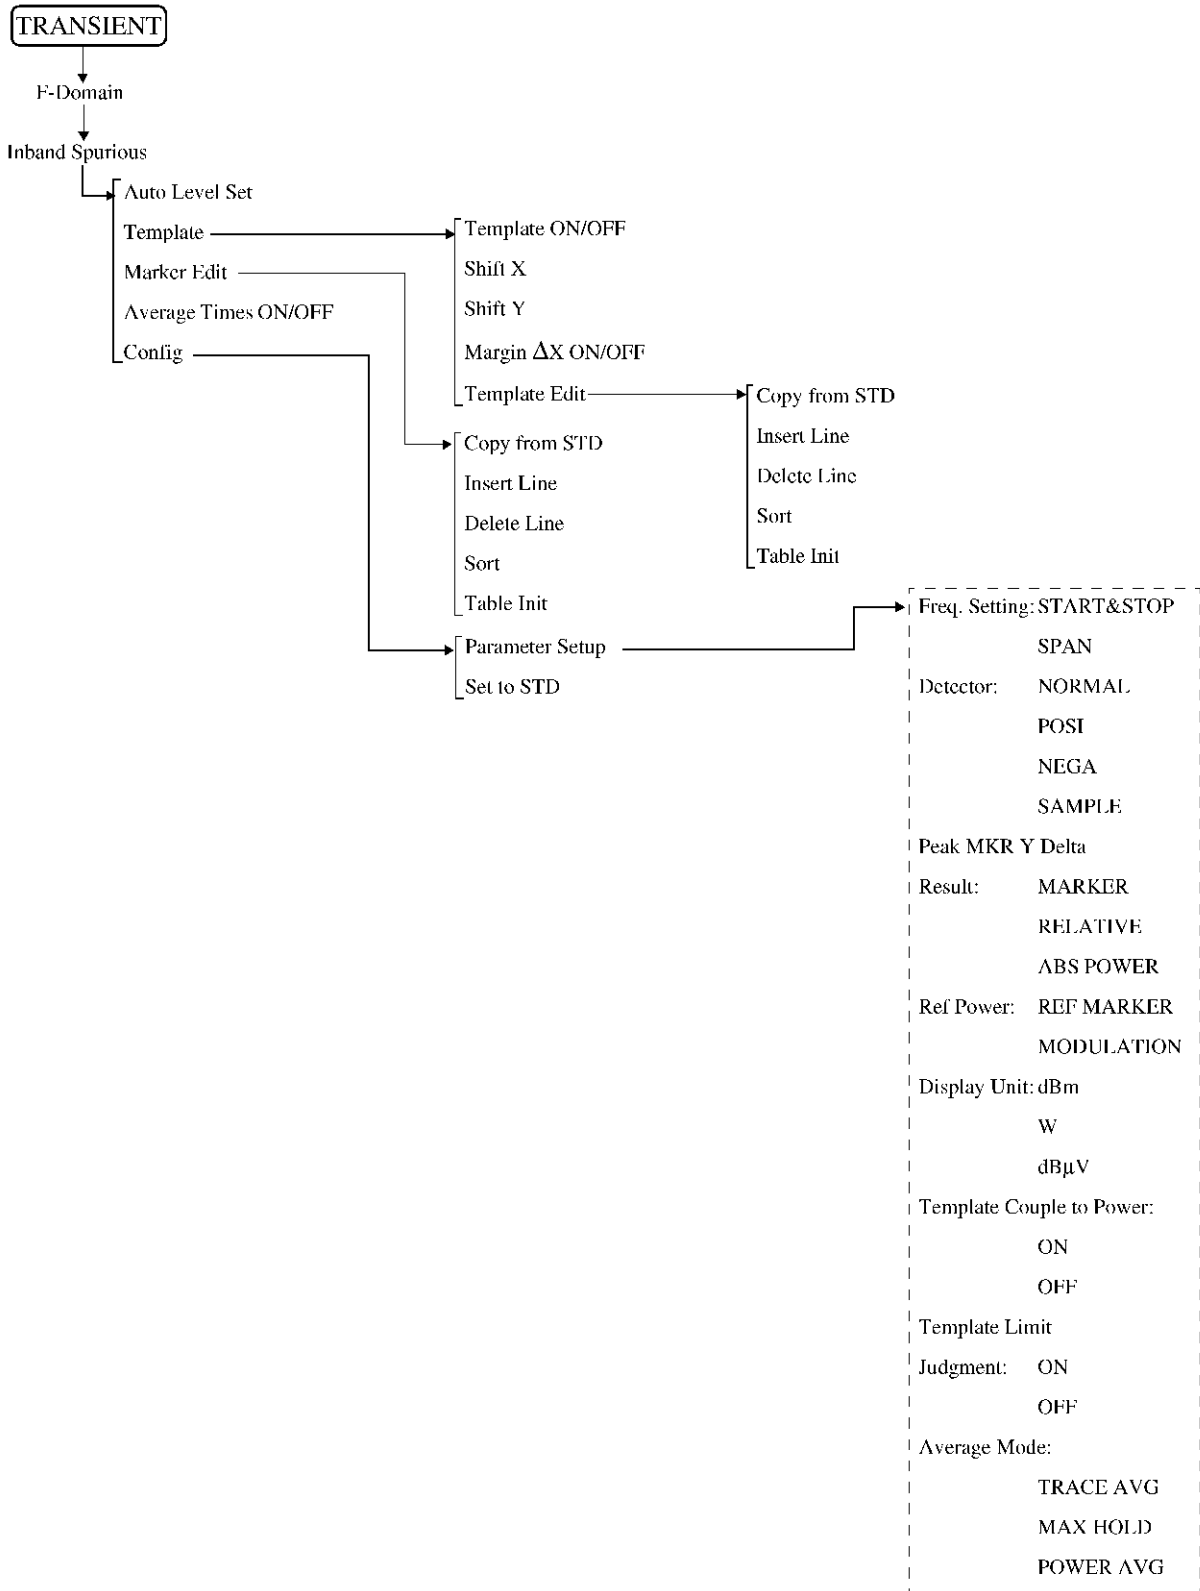 TRANSIENT
F-Domain
Inband Spurious
Auto Level Set
Template
Marker Edit
Average Times ON/OFF
Config
Template ON/OFF
Shift X
Shift Y
Margin ΔX ON/OFF
Template Edit
Copy from STD
Insert Line
Delete Line
Sort
Table Init
Copy from STD
Insert Line
Delete Line
Sort
Table Init
Parameter Setup
Set to STD
Freq. Setting: START&STOP
SPAN
Detector: NORMAL
POSI
NEGA
SAMPLE
Peak MKR Y Delta
Result: MARKER
RELATIVE
ABS POWER
Ref Power: REF MARKER
MODULATION
Display Unit: dBm
W
dBμV
Template Couple to Power:
ON
OFF
Template Limit
Judgment: ON
OFF
Average Mode:
TRACE AVG
MAX HOLD
POWER AVG